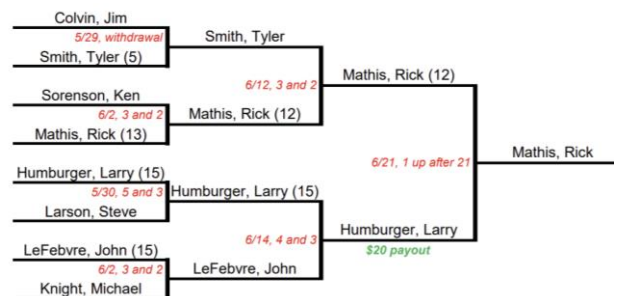 Colvin, Jim
5/29, withdrawal
Smith, Tyler (5)
Smith, Tyler
6/12, 3 and 2
Sorenson, Ken
6/2, 3 and 2
Mathis, Rick (13)
Mathis, Rick (12)
Mathis, Rick (12)
6/21, 1 up after 21
Mathis, Rick
Humburger, Larry (15)
5/30, 5 and 3
Larson, Steve
Humburger, Larry (15)
6/14, 4 and 3
Humburger, Larry
$20 payout
LeFebvre, John (15)
6/2, 3 and 2
Knight, Michael
LeFebvre, John